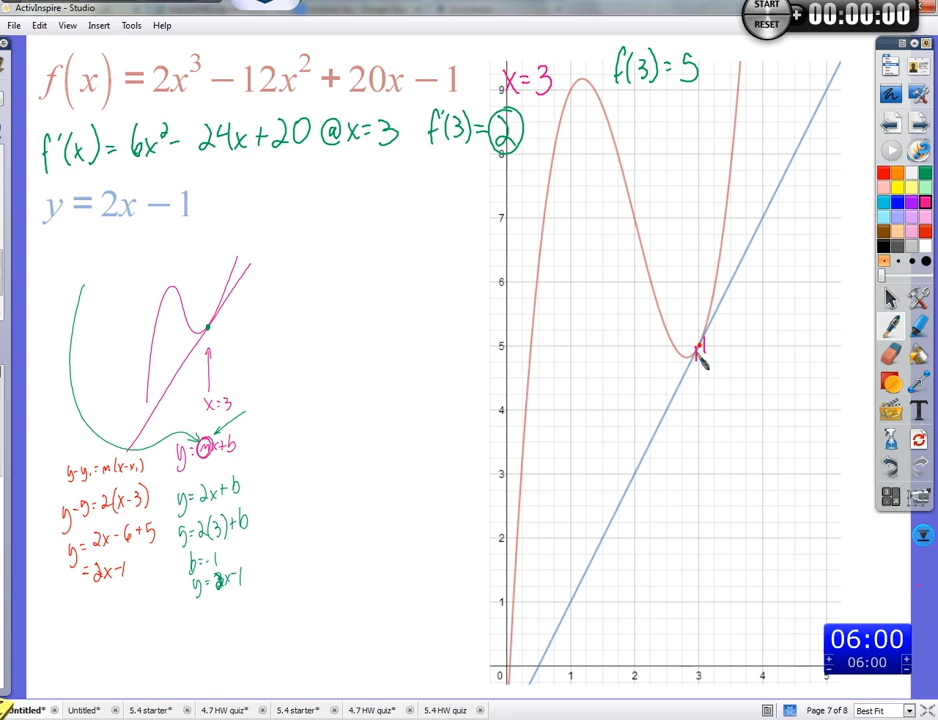 ActivInspire - Studio
File Edit View Insert Tools
START
RESET
+ 00:00:00
f(x) = 2x³ − 12x² + 20x − 1
x=3
f(3)=5
f'(x) = 6x² − 24x+20 @x=3 f'(3)=2
y = 2x − 1
x=3
y=mx+b
y-y₁=m(x-x₁)
y-5=2(x-3)
y=2x-6+5
=2x-1
y=2x+b
5=2(3)+b
b=-1
y=2x-1
9
8
7
6
5
4
3
2
1
0 1 2 3 4 5
T
06:00
06:00
Untitled* Untitled* 5.4 starter* 4.7 HW quiz* 5.4 starter* 4.7 HW quiz* 5.4 HW quiz
Page 7 of 8 Best Fit